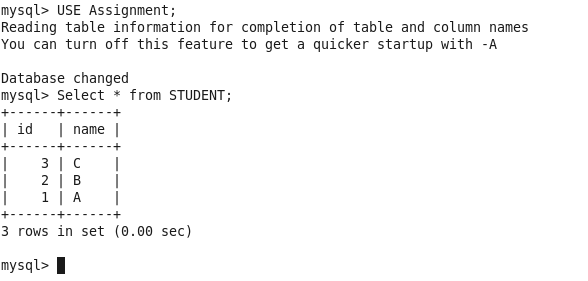 mysql> USE Assignment;
Reading table information for completion of table and column names
You can turn off this feature to get a quicker startup with -A

Database changed
mysql> Select * from STUDENT;
+------+------+
| id   | name |
+------+------+
|    3 | C    |
|    2 | B    |
|    1 | A    |
+------+------+
3 rows in set (0.00 sec)

mysql>